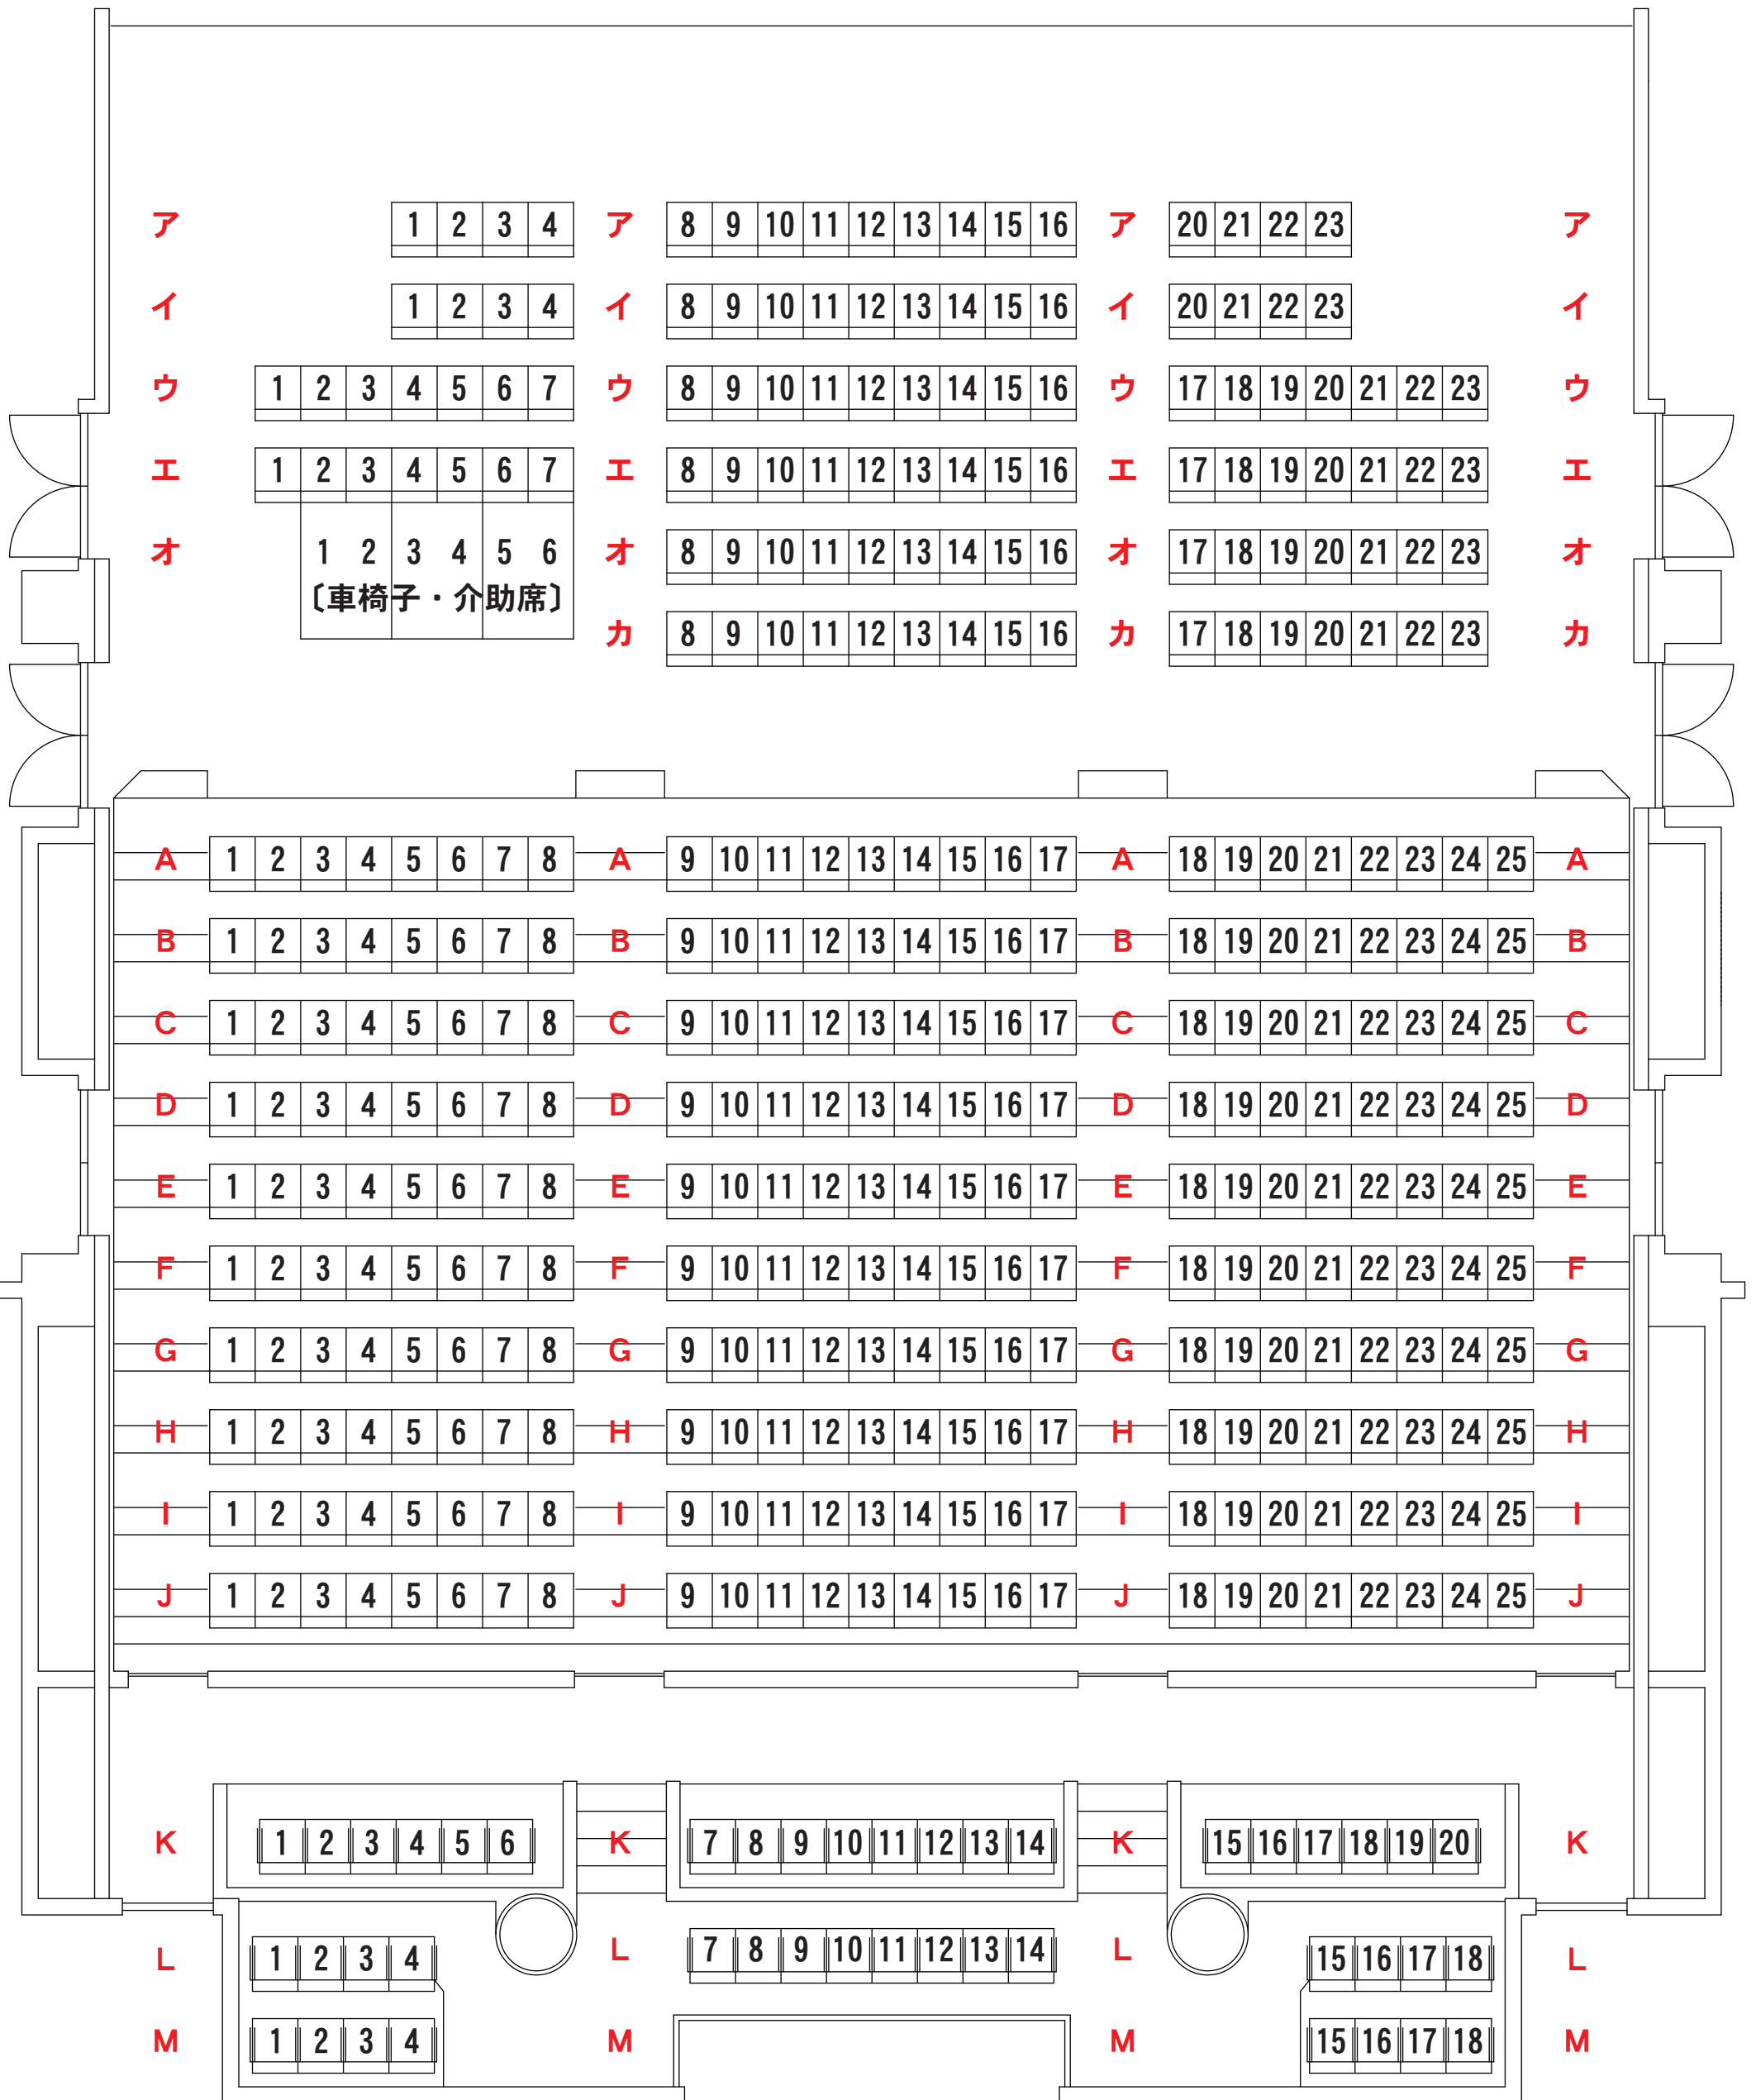 ア 1 2 3 4 ア 8 9 10 11 12 13 14 15 16 ア 20 21 22 23 ア
イ 1 2 3 4 イ 8 9 10 11 12 13 14 15 16 イ 20 21 22 23 イ
ウ 1 2 3 4 5 6 7 ウ 8 9 10 11 12 13 14 15 16 ウ 17 18 19 20 21 22 23 ウ
エ 1 2 3 4 5 6 7 エ 8 9 10 11 12 13 14 15 16 エ 17 18 19 20 21 22 23 エ
オ 1 2 3 4 5 6 オ 8 9 10 11 12 13 14 15 16 オ 17 18 19 20 21 22 23 オ
〔車椅子・介助席〕
カ 8 9 10 11 12 13 14 15 16 カ 17 18 19 20 21 22 23 カ
A 1 2 3 4 5 6 7 8 A 9 10 11 12 13 14 15 16 17 A 18 19 20 21 22 23 24 25 A
B 1 2 3 4 5 6 7 8 B 9 10 11 12 13 14 15 16 17 B 18 19 20 21 22 23 24 25 B
C 1 2 3 4 5 6 7 8 C 9 10 11 12 13 14 15 16 17 C 18 19 20 21 22 23 24 25 C
D 1 2 3 4 5 6 7 8 D 9 10 11 12 13 14 15 16 17 D 18 19 20 21 22 23 24 25 D
E 1 2 3 4 5 6 7 8 E 9 10 11 12 13 14 15 16 17 E 18 19 20 21 22 23 24 25 E
F 1 2 3 4 5 6 7 8 F 9 10 11 12 13 14 15 16 17 F 18 19 20 21 22 23 24 25 F
G 1 2 3 4 5 6 7 8 G 9 10 11 12 13 14 15 16 17 G 18 19 20 21 22 23 24 25 G
H 1 2 3 4 5 6 7 8 H 9 10 11 12 13 14 15 16 17 H 18 19 20 21 22 23 24 25 H
I 1 2 3 4 5 6 7 8 I 9 10 11 12 13 14 15 16 17 I 18 19 20 21 22 23 24 25 I
J 1 2 3 4 5 6 7 8 J 9 10 11 12 13 14 15 16 17 J 18 19 20 21 22 23 24 25 J
K 1 2 3 4 5 6 K 7 8 9 10 11 12 13 14 K 15 16 17 18 19 20 K
L 1 2 3 4 L 7 8 9 10 11 12 13 14 L 15 16 17 18 L
M 1 2 3 4 M M 15 16 17 18 M